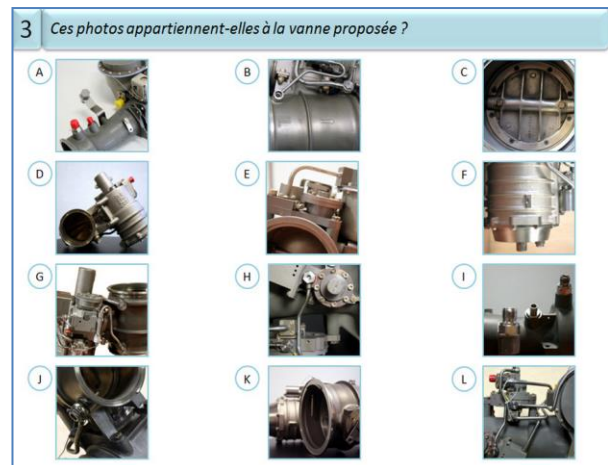 3 Ces photos appartiennent-elles à la vanne proposée ?
A B C
D E F
G H I
J K L